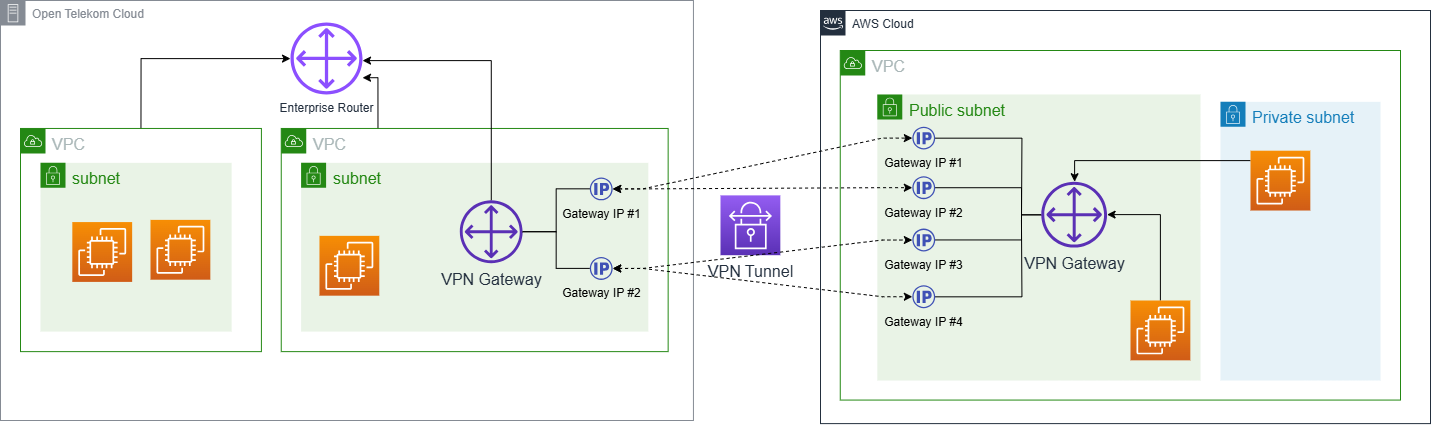 Open Telekom Cloud
Enterprise Router
VPC
subnet
VPC
subnet
VPN Gateway
IP
Gateway IP #1
IP
Gateway IP #2
VPN Tunnel
aws
AWS Cloud
VPC
Public subnet
IP
Gateway IP #1
IP
Gateway IP #2
IP
Gateway IP #3
IP
Gateway IP #4
VPN Gateway
Private subnet